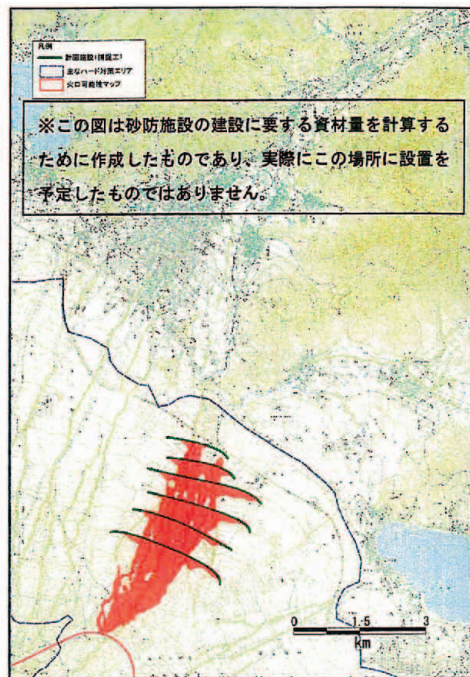 凡例
計画施設(捕捉工)
主なハード対策エリア
火口可能性マップ
※この図は砂防施設の建設に要する資材量を計算する
ために作成したものであり、実際にこの場所に設置を
予定したものではありません。
0 1.5 3
km